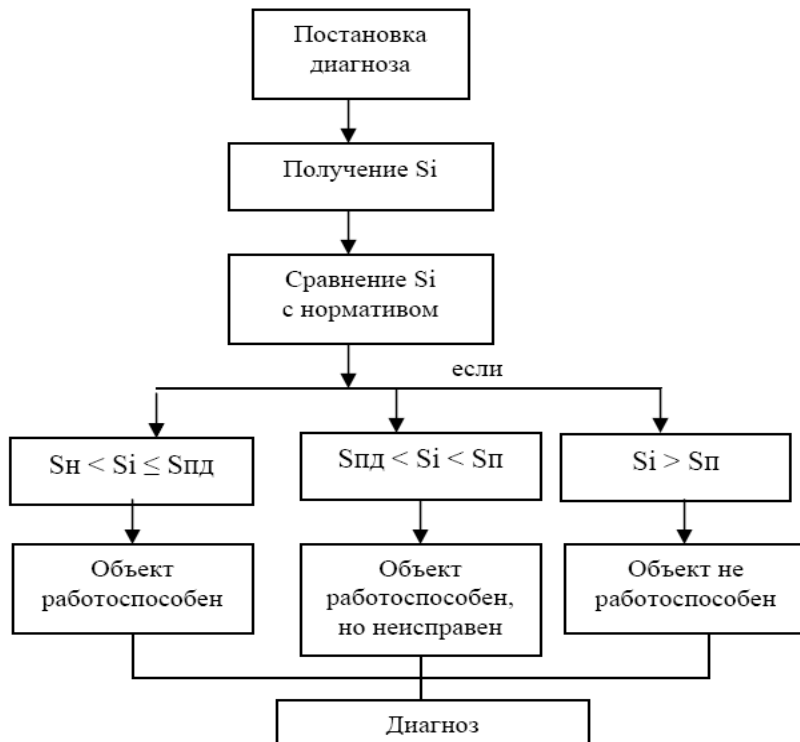 Постановка
диагноза
Получение Si
Сравнение Si
с нормативом
если
Sн < Si ≤ Sпд
Sпд < Si < Sп
Si > Sп
Объект
работоспособен
Объект
работоспособен,
но неисправен
Объект не
работоспособен
Диагноз